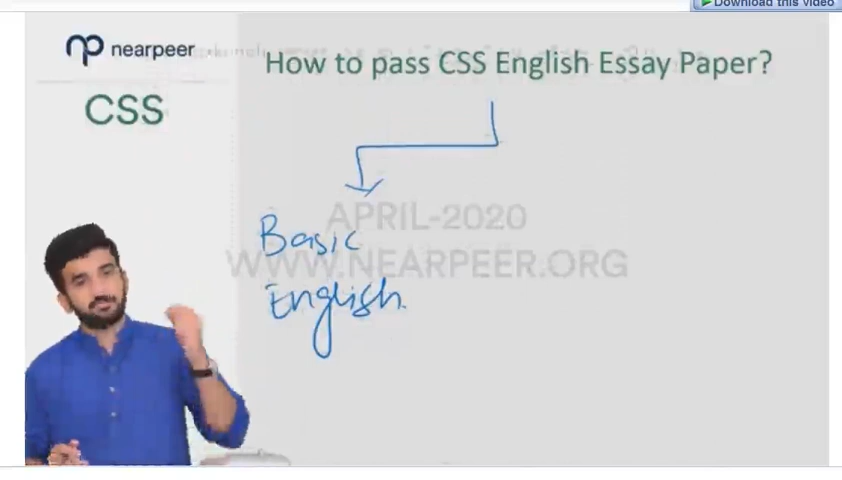 Download this video
nearpeer
How to pass CSS English Essay Paper?
CSS
APRIL-2020
Basic
WWW.NEARPEER.ORG
English